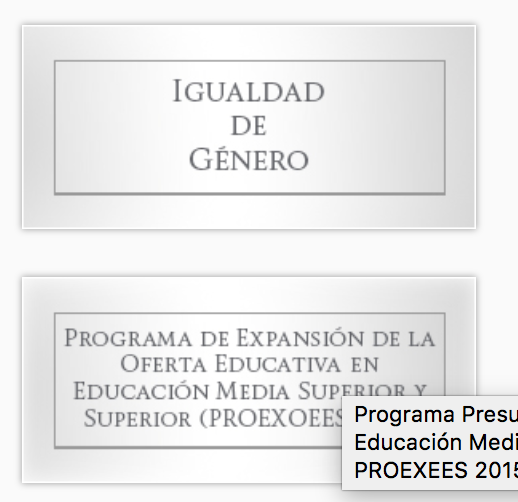 IGUALDAD
DE
GÉNERO
PROGRAMA DE EXPANSIÓN DE LA
OFERTA EDUCATIVA EN
EDUCACIÓN MEDIA SUPERIOR Y
SUPERIOR (PROEXOEES
Programa Presu
Educación Medi
PROEXEES 2015